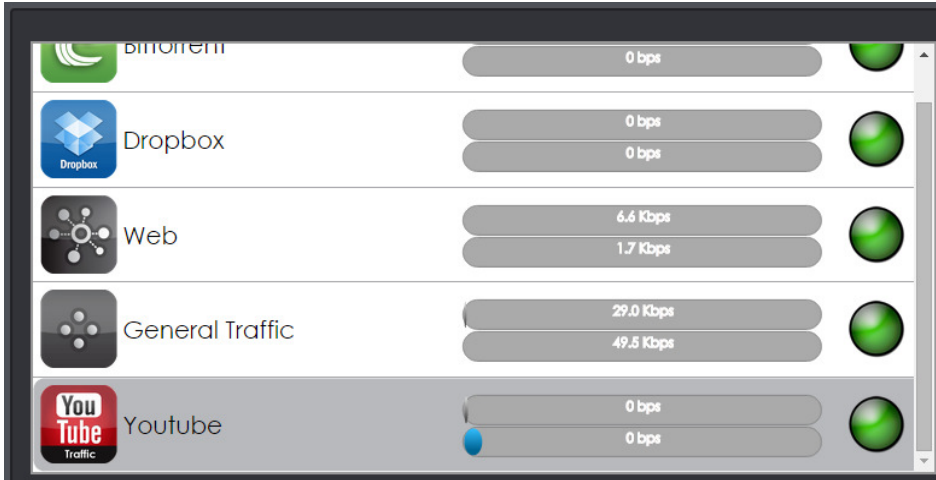 BitTorrent
0 bps
Dropbox
Dropbox
0 bps
0 bps
Web
6.6 Kbps
1.7 Kbps
General Traffic
29.0 Kbps
49.5 Kbps
You
Tube
Traffic
Youtube
0 bps
0 bps